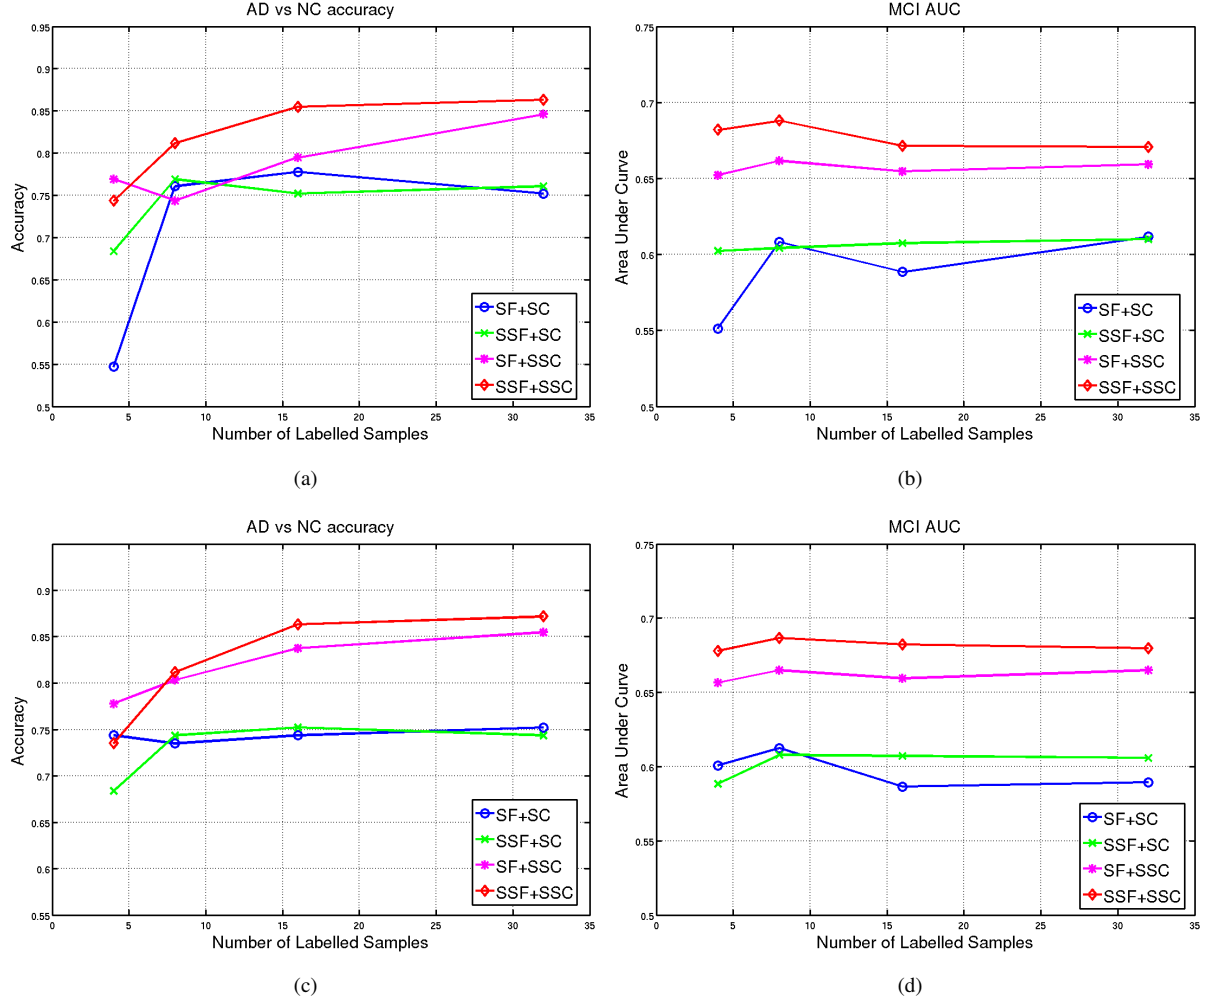 AD vs NC accuracy
0.95
0.9
0.85
0.8
0.75
0.7
0.65
0.6
0.55
0.5
Accuracy
0 5 10 15 20 25 30 35
Number of Labelled Samples
SF+SC
SSF+SC
SF+SSC
SSF+SSC
(a)
MCI AUC
0.75
0.7
0.65
0.6
0.55
0.5
Area Under Curve
0 5 10 15 20 25 30 35
Number of Labelled Samples
SF+SC
SSF+SC
SF+SSC
SSF+SSC
(b)
AD vs NC accuracy
0.9
0.85
0.8
0.75
0.7
0.65
0.6
0.55
Accuracy
0 5 10 15 20 25 30 35
Number of Labelled Samples
SF+SC
SSF+SC
SF+SSC
SSF+SSC
(c)
MCI AUC
0.75
0.7
0.65
0.6
0.55
0.5
Area Under Curve
0 5 10 15 20 25 30 35
Number of Labelled Samples
SF+SC
SSF+SC
SF+SSC
SSF+SSC
(d)